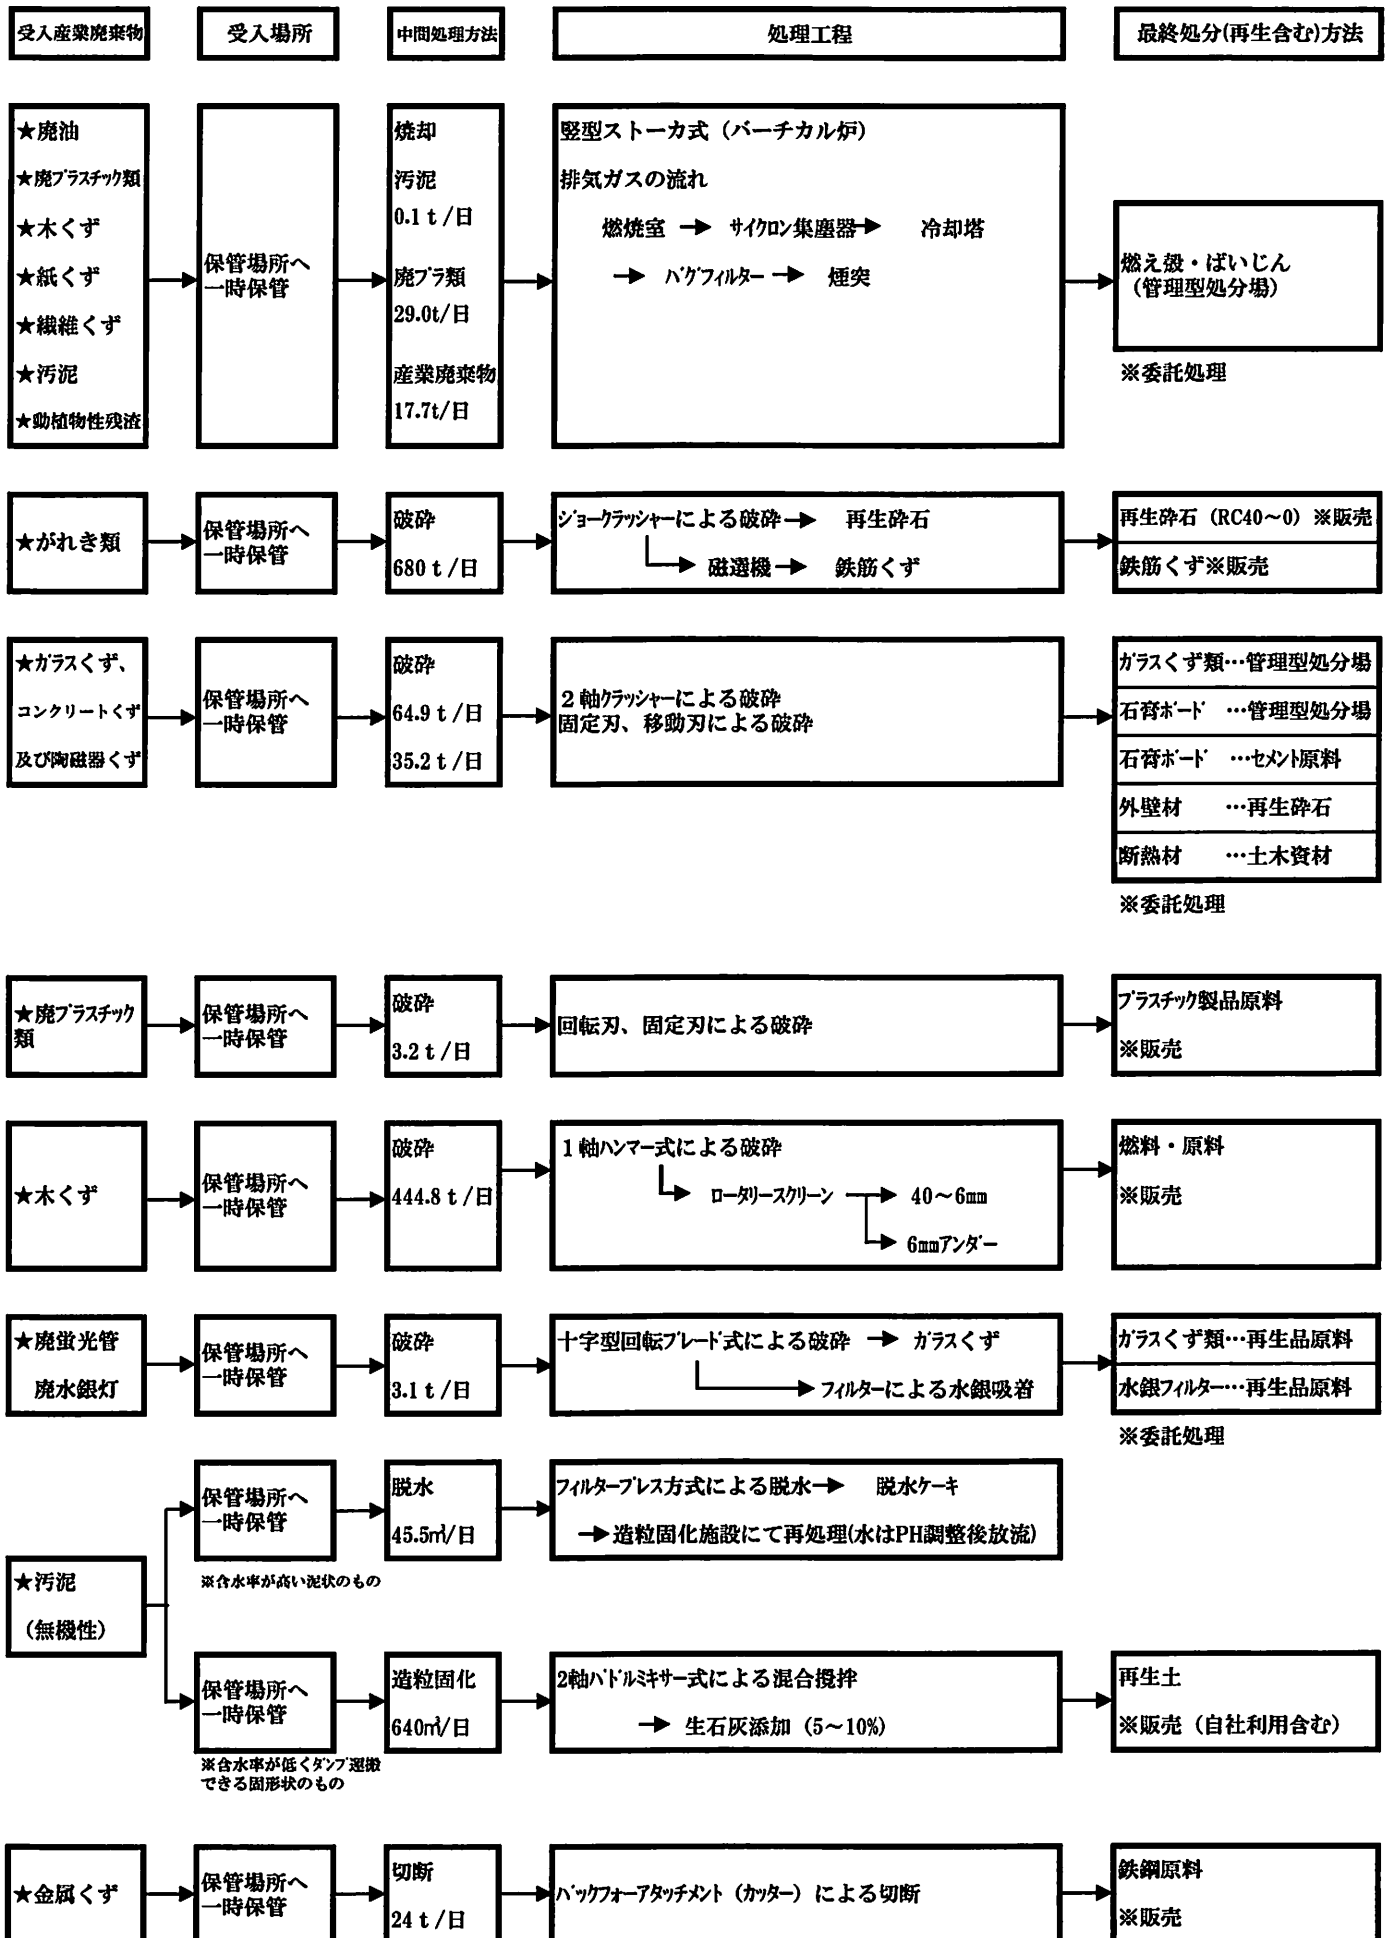 受入産業廃棄物
受入場所
中間処理方法
処理工程
最終処分(再生含む)方法
★廃油
★廃プラスチック類
★木くず
★紙くず
★繊維くず
★汚泥
★動植物性残渣
保管場所へ
一時保管
焼却
汚泥
0.1ｔ/日
廃プラ類
29.0t/日
産業廃棄物
17.7t/日
竪型ストーカ式（バーチカル炉）
排気ガスの流れ
燃焼室 → サイクロン集塵器→ 冷却塔
→ バグフィルター → 煙突
燃え殻・ばいじん
（管理型処分場）
※委託処理
★がれき類
保管場所へ
一時保管
破砕
680ｔ/日
ジョークラッシャーによる破砕→ 再生砕石
→ 磁選機→ 鉄筋くず
再生砕石（RC40～0）※販売
鉄筋くず※販売
★ガラスくず、
コンクリートくず
及び陶磁器くず
保管場所へ
一時保管
破砕
64.9ｔ/日
35.2ｔ/日
２軸クラッシャーによる破砕
固定刃、移動刃による破砕
ガラスくず類…管理型処分場
石膏ボード …管理型処分場
石膏ボード …セメント原料
外壁材 …再生砕石
断熱材 …土木資材
※委託処理
★廃プラスチック
類
保管場所へ
一時保管
破砕
3.2ｔ/日
回転刃、固定刃による破砕
プラスチック製品原料
※販売
★木くず
保管場所へ
一時保管
破砕
444.8ｔ/日
１軸ハンマー式による破砕
→ ロータリースクリーン → 40～6mm
→ 6mmアンダー
燃料・原料
※販売
★廃蛍光管
廃水銀灯
保管場所へ
一時保管
破砕
3.1ｔ/日
十字型回転ブレード式による破砕 → ガラスくず
→フィルターによる水銀吸着
ガラスくず類…再生品原料
水銀フィルター…再生品原料
※委託処理
★汚泥
（無機性）
保管場所へ
一時保管
※含水率が高い泥状のもの
脱水
45.5㎥/日
フィルタープレス方式による脱水→ 脱水ケーキ
→造粒固化施設にて再処理(水はPH調整後放流)
保管場所へ
一時保管
※含水率が低くダンプ運搬
できる固形状のもの
造粒固化
640㎥/日
2軸パドルミキサー式による混合攪拌
→ 生石灰添加（5～10%）
再生土
※販売（自社利用含む）
★金属くず
保管場所へ
一時保管
切断
24ｔ/日
バックフォーアタッチメント（カッター）による切断
鉄鋼原料
※販売